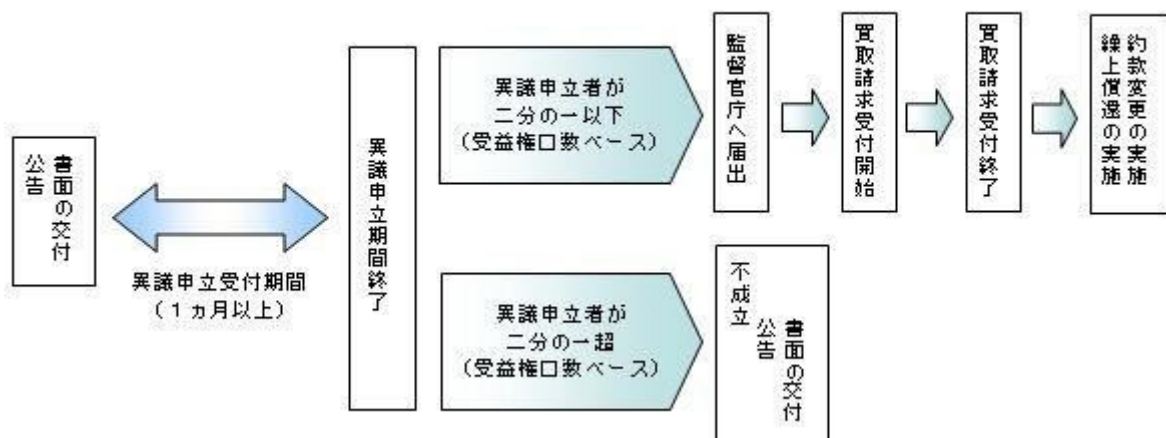 書面の交付
公告
異議申立受付期間
（１ヵ月以上）
異議申立期間終了
異議申立者が
二分の一以下
（受益権口数ベース）
監督官庁へ届出
買取請求受付開始
買取請求受付終了
約款変更の実施
繰上償還の実施
異議申立者が
二分の一超
（受益権口数ベース）
不成立
書面の交付
公告